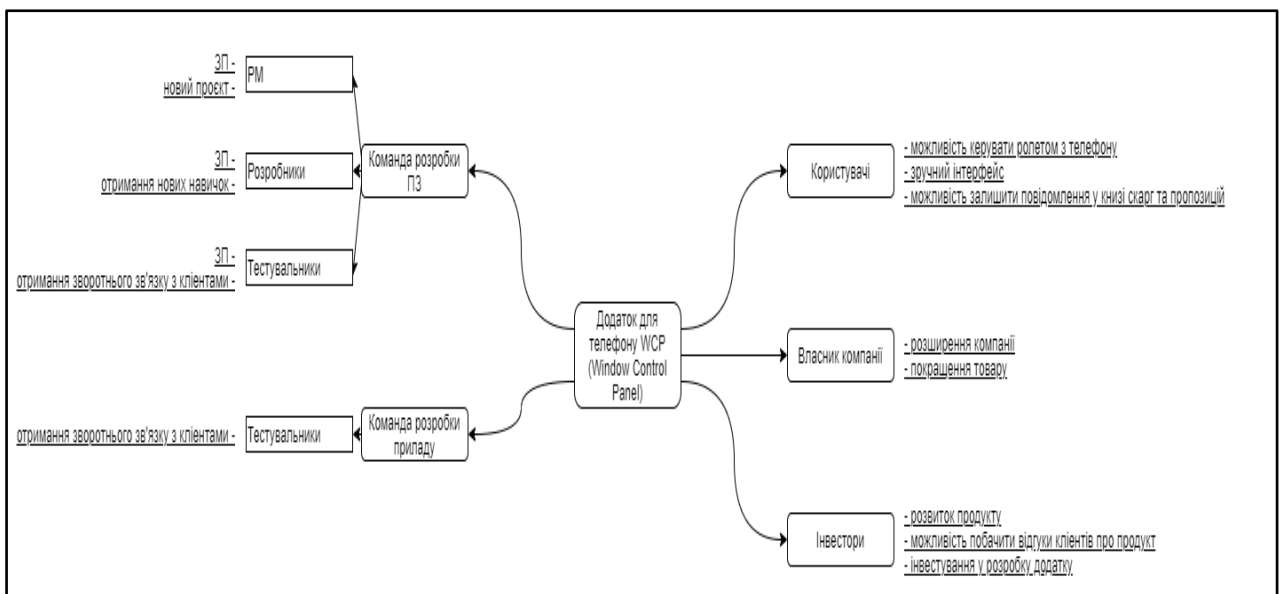 ЗП -
новий проєкт -
PM
ЗП -
отримання нових навичок -
Розробники
ЗП -
отримання зворотнього зв'язку з клієнтами -
Тестувальники
Команда розробки
ПЗ
отримання зворотнього зв'язку з клієнтами -
Тестувальники
Команда розробки
приладу
Додаток для
телефону WCP
(Window Control
Panel)
Користувачі
- можливість керувати ролетом з телефону
- зручний інтерфейс
- можливість залишити повідомлення у книзі скарг та пропозицій
Власник компанії
- розширення компанії
- покращення товару
Інвестори
- розвиток продукту
- можливість побачити відгуки клієнтів про продукт
- інвестування у розробку додатку